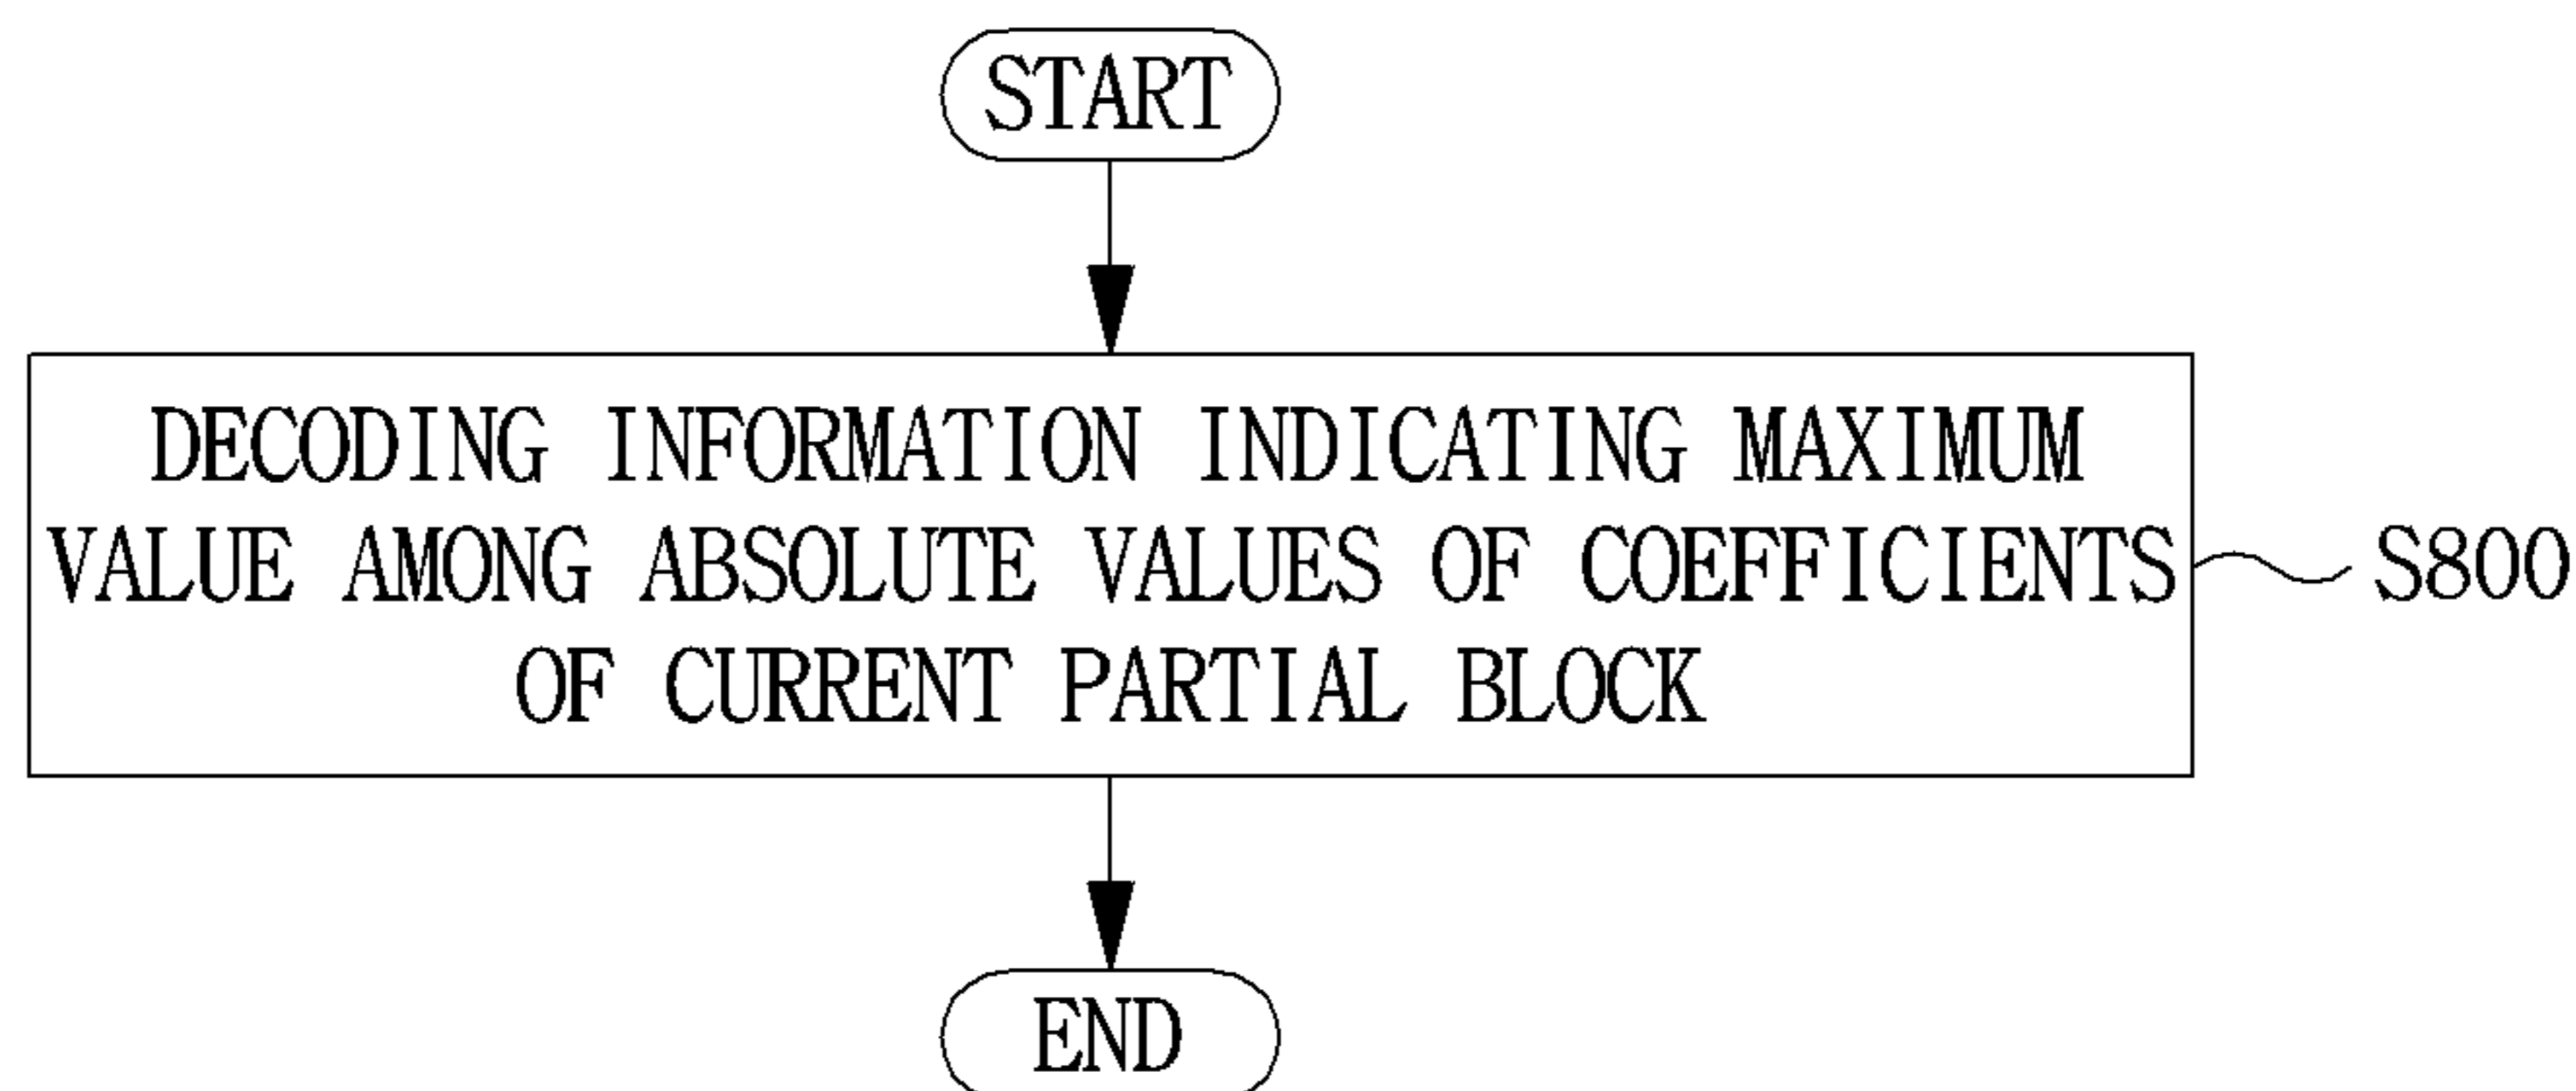 START
DECODING INFORMATION INDICATING MAXIMUM
VALUE AMONG ABSOLUTE VALUES OF COEFFICIENTS
OF CURRENT PARTIAL BLOCK
S800
END